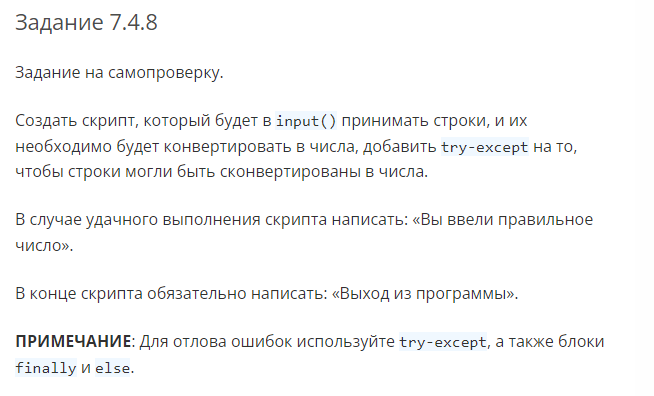 Задание 7.4.8
Задание на самопроверку.
Создать скрипт, который будет в input() принимать строки, и их
необходимо будет конвертировать в числа, добавить try-except на то,
чтобы строки могли быть сконвертированы в числа.
В случае удачного выполнения скрипта написать: «Вы ввели правильное
число».
В конце скрипта обязательно написать: «Выход из программы».
ПРИМЕЧАНИЕ: Для отлова ошибок используйте try-except, а также блоки
finally и else.